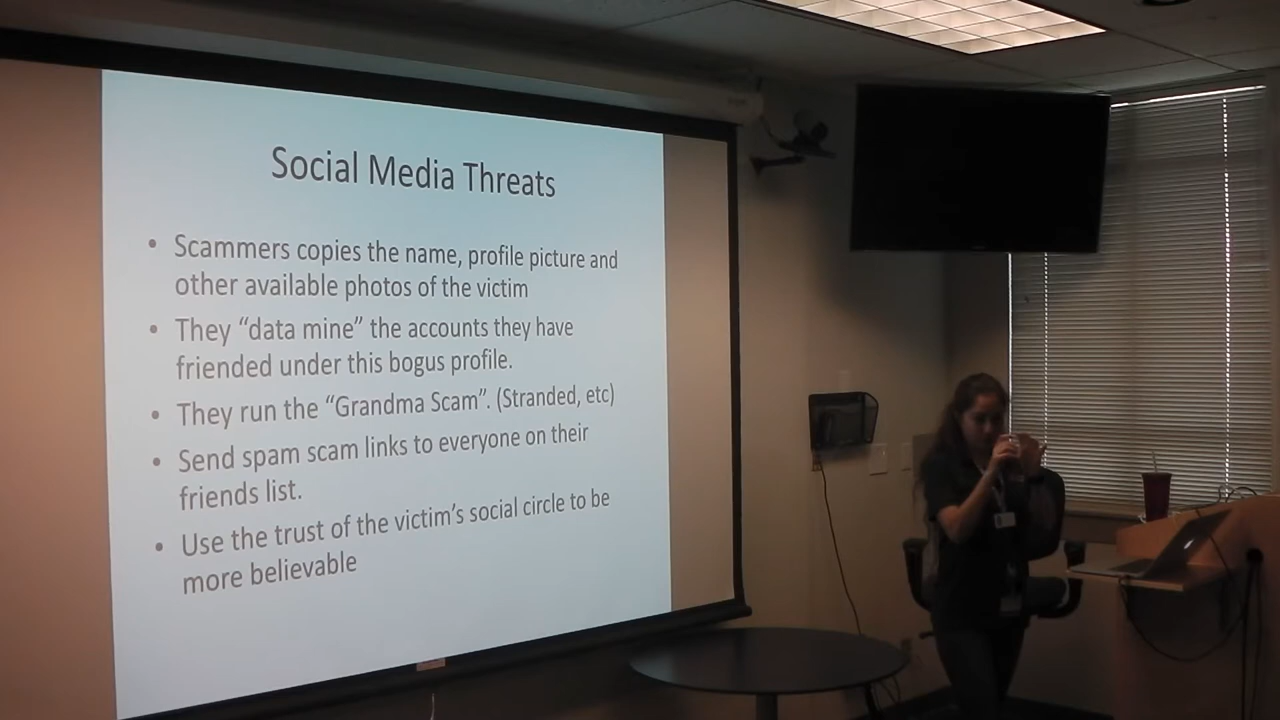 Social Media Threats
• Scammers copies the name, profile picture and
other available photos of the victim
• They “data mine” the accounts they have
friended under this bogus profile.
• They run the “Grandma Scam”. (Stranded, etc)
• Send spam scam links to everyone on their
friends list.
• Use the trust of the victim’s social circle to be
more believable